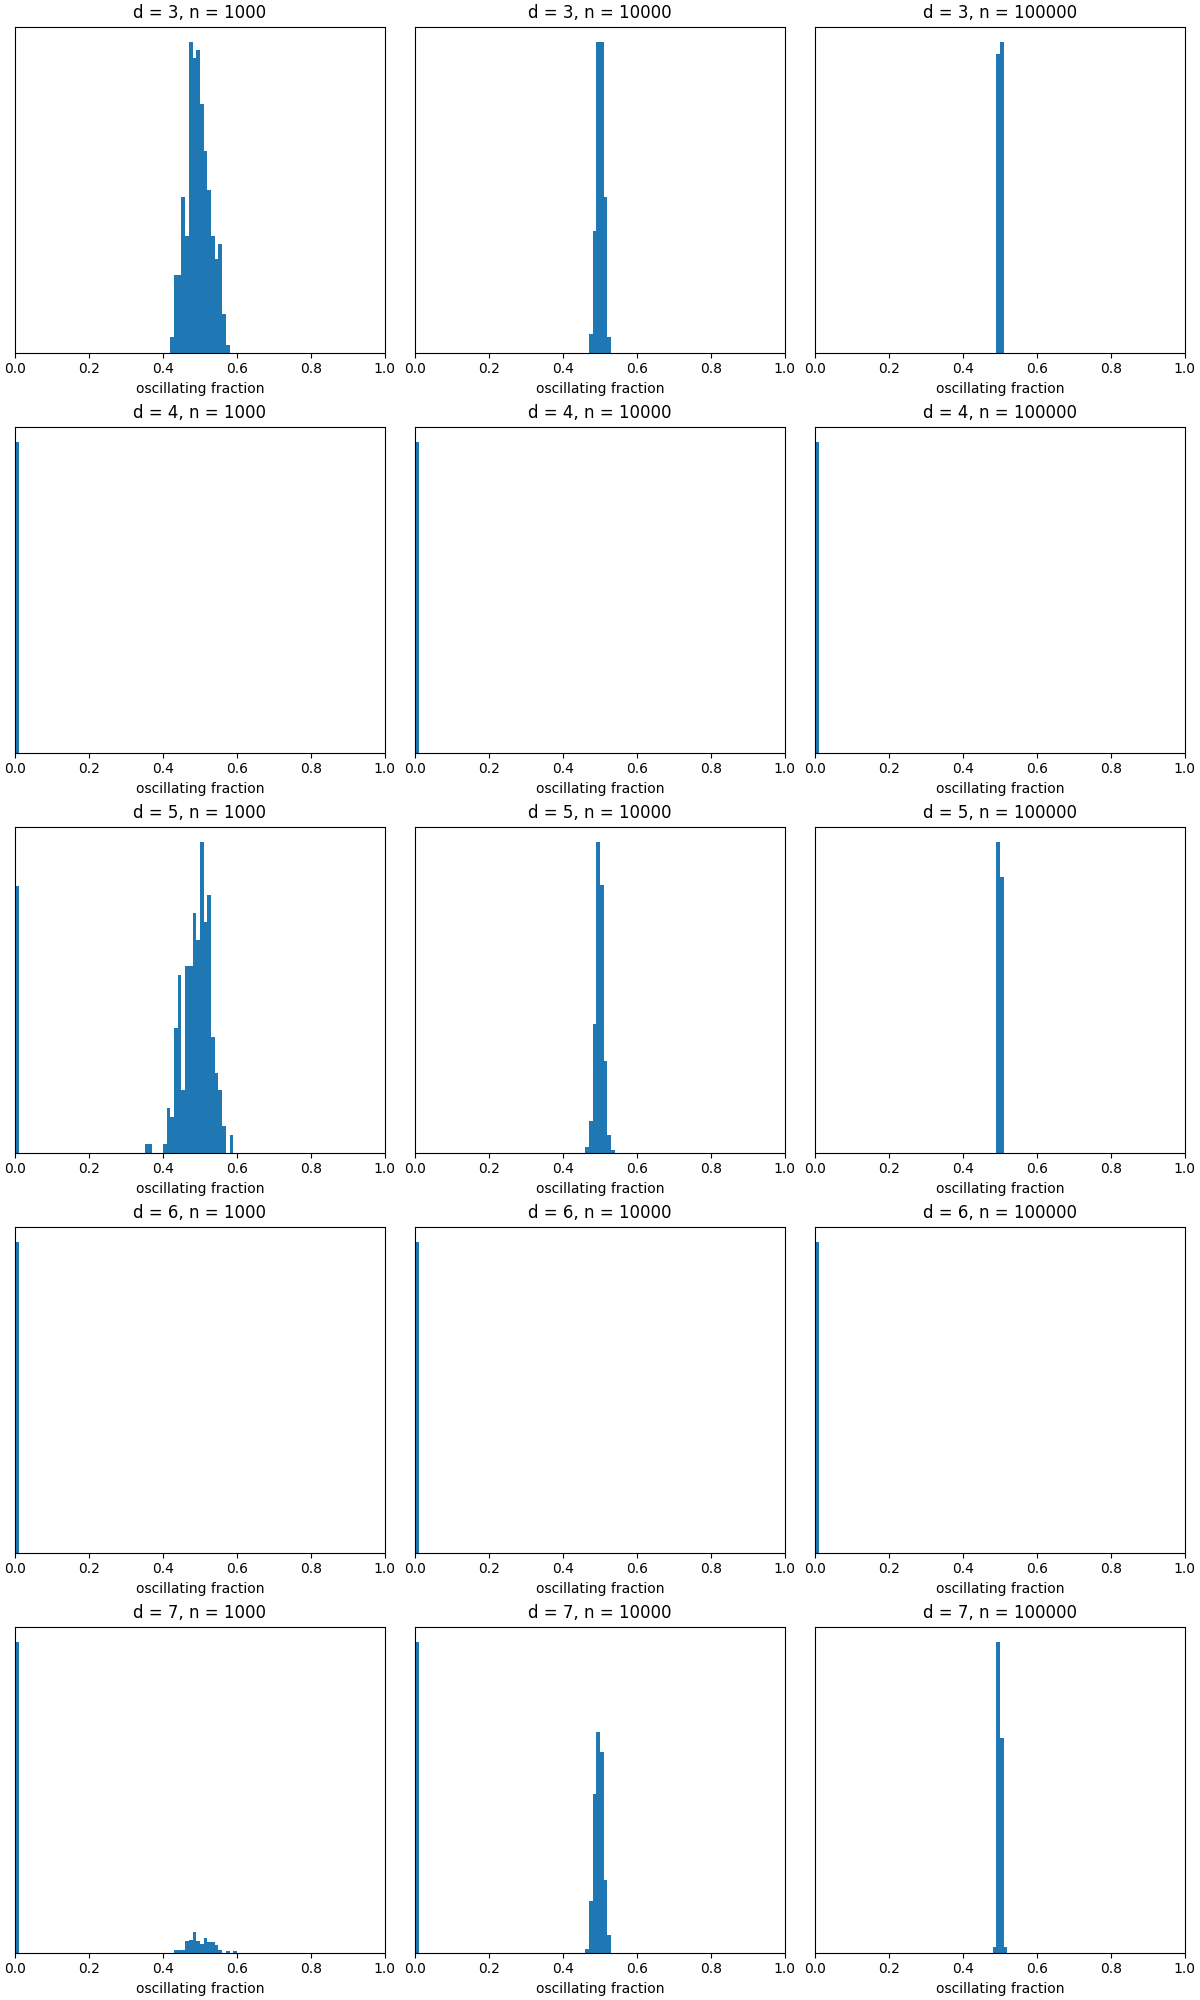 d = 3, n = 1000
d = 3, n = 10000
d = 3, n = 100000
0.0 0.2 0.4 0.6 0.8 1.0
0.0 0.2 0.4 0.6 0.8 1.0
0.0 0.2 0.4 0.6 0.8 1.0
oscillating fraction
oscillating fraction
oscillating fraction
d = 4, n = 1000
d = 4, n = 10000
d = 4, n = 100000
0.0 0.2 0.4 0.6 0.8 1.0
0.0 0.2 0.4 0.6 0.8 1.0
0.0 0.2 0.4 0.6 0.8 1.0
oscillating fraction
oscillating fraction
oscillating fraction
d = 5, n = 1000
d = 5, n = 10000
d = 5, n = 100000
0.0 0.2 0.4 0.6 0.8 1.0
0.0 0.2 0.4 0.6 0.8 1.0
0.0 0.2 0.4 0.6 0.8 1.0
oscillating fraction
oscillating fraction
oscillating fraction
d = 6, n = 1000
d = 6, n = 10000
d = 6, n = 100000
0.0 0.2 0.4 0.6 0.8 1.0
0.0 0.2 0.4 0.6 0.8 1.0
0.0 0.2 0.4 0.6 0.8 1.0
oscillating fraction
oscillating fraction
oscillating fraction
d = 7, n = 1000
d = 7, n = 10000
d = 7, n = 100000
0.0 0.2 0.4 0.6 0.8 1.0
0.0 0.2 0.4 0.6 0.8 1.0
0.0 0.2 0.4 0.6 0.8 1.0
oscillating fraction
oscillating fraction
oscillating fraction